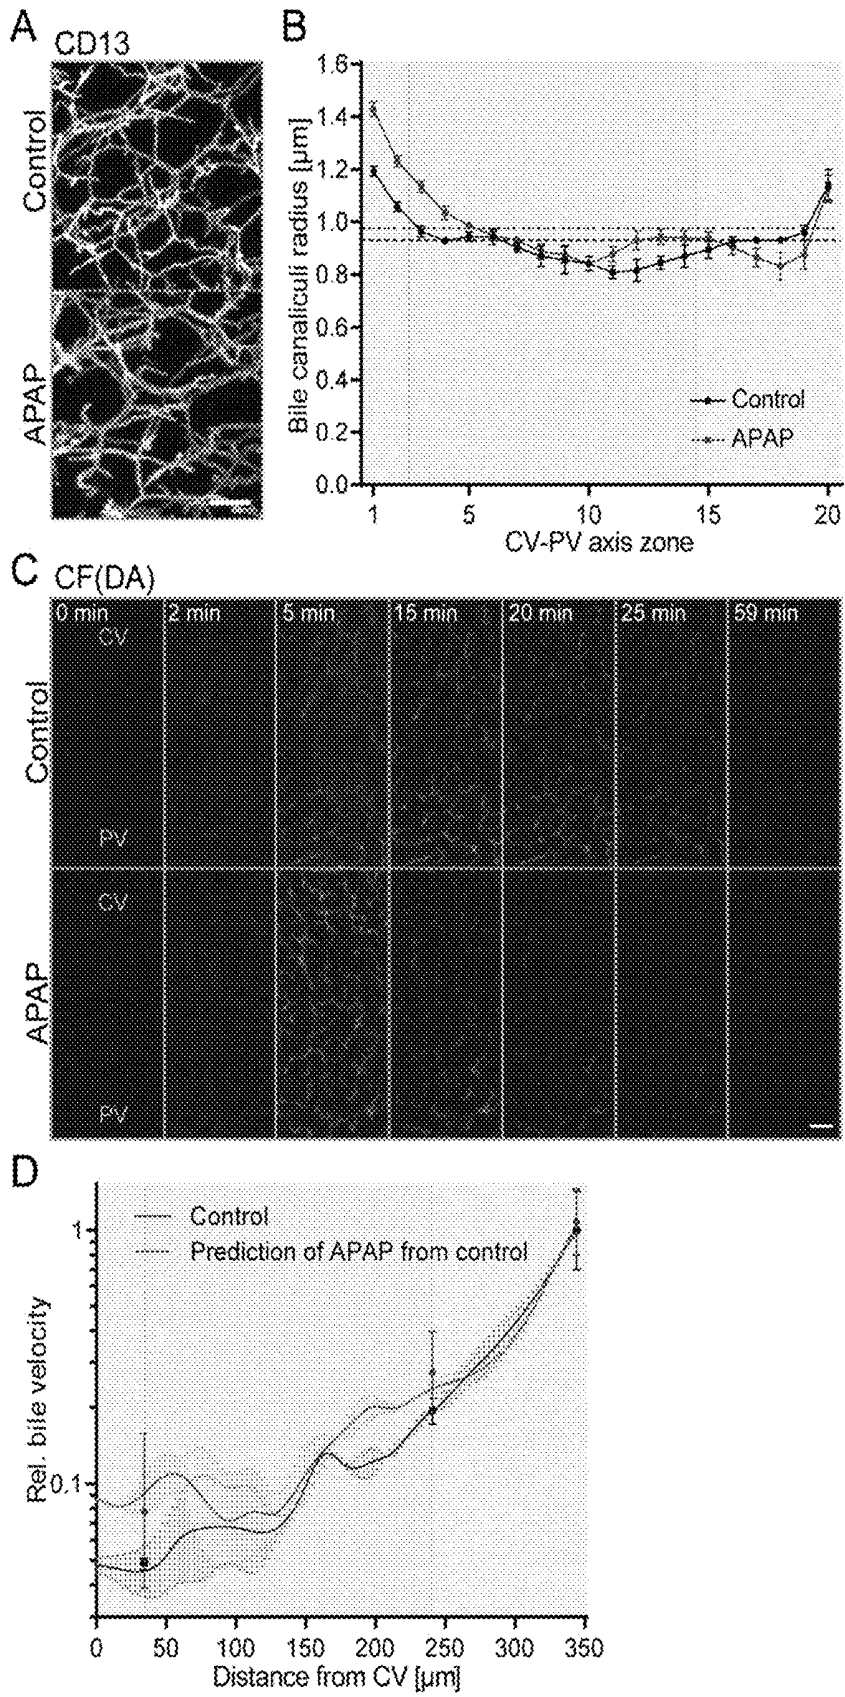 A
CD13
Control
APAP
B
Bile canaliculi radius [µm]
1.6
1.4
1.2
1.0
0.8
0.6
0.4
0.2
0.0
Control
APAP
1 5 10 15 20
CV-PV axis zone
C
CF(DA)
0 min 2 min 5 min 15 min 20 min 25 min 59 min
CV
Control
PV
CV
APAP
PV
D
Control
Prediction of APAP from control
Rel. bile velocity
1
0.1
0 50 100 150 200 250 300 350
Distance from CV [µm]